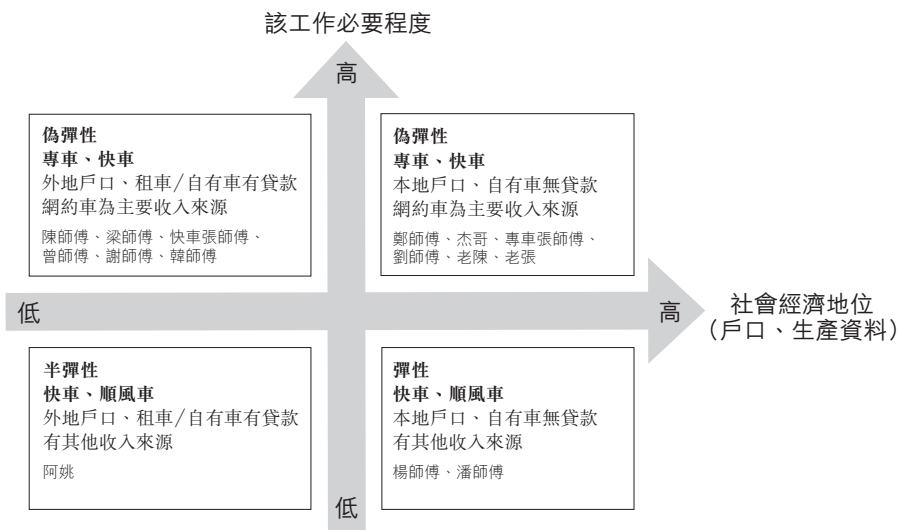 該工作必要程度
高
偽彈性
專車、快車
外地戶口、租車/自有車有貸款
網約車為主要收入來源
陳師傅、梁師傅、快車張師傅、
曾師傅、謝師傅、韓師傅
偽彈性
專車、快車
本地戶口、自有車無貸款
網約車為主要收入來源
鄭師傅、杰哥、專車張師傅、
劉師傅、老陳、老張
低
高
社會經濟地位
(戶口、生產資料)
半彈性
快車、順風車
外地戶口、租車/自有車有貸款
有其他收入來源
阿姚
彈性
快車、順風車
本地戶口、自有車無貸款
有其他收入來源
楊師傅、潘師傅
低